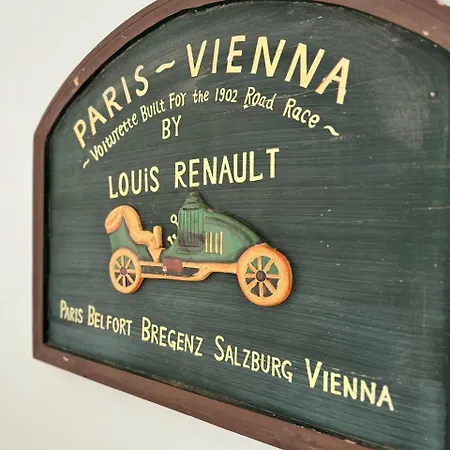 PARIS ~ VIENNA
~ Voiturette Built For the 1902 Road Race ~
BY
LOUiS RENAULT
PARIS BELFORT BREGENZ SALZBURG VIENNA